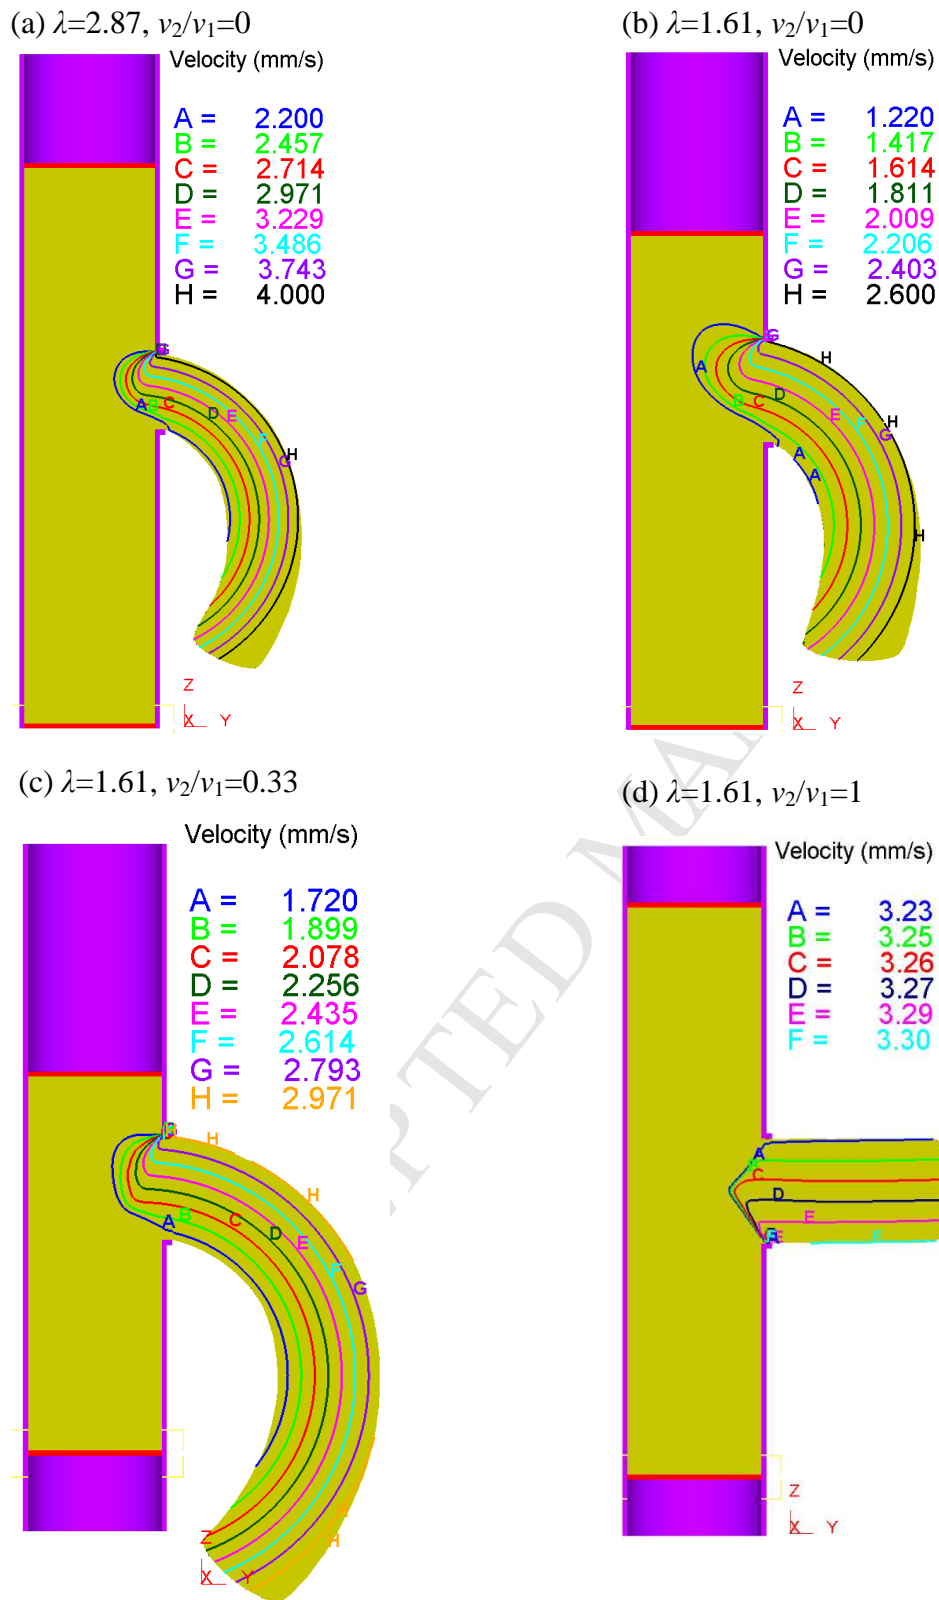 (a) λ=2.87, v₂/v₁=0
Velocity (mm/s)
A = 2.200
B = 2.457
C = 2.714
D = 2.971
E = 3.229
F = 3.486
G = 3.743
H = 4.000
G
A B C D E F G H
Z
X Y
(b) λ=1.61, v₂/v₁=0
Velocity (mm/s)
A = 1.220
B = 1.417
C = 1.614
D = 1.811
E = 2.009
F = 2.206
G = 2.403
H = 2.600
G
H
A B C D E F G H
A
A
H
Z
X Y
(c) λ=1.61, v₂/v₁=0.33
Velocity (mm/s)
A = 1.720
B = 1.899
C = 2.078
D = 2.256
E = 2.435
F = 2.614
G = 2.793
H = 2.971
H
H
A B C D E F G
H
Z
X Y
(d) λ=1.61, v₂/v₁=1
Velocity (mm/s)
A = 3.23
B = 3.25
C = 3.26
D = 3.27
E = 3.29
F = 3.30
A
B
C
D
E
F
Z
X Y